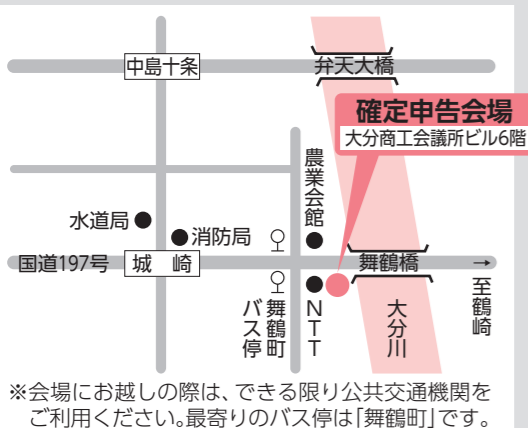 中島十条
弁天大橋
確定申告会場
大分商工会議所ビル6階
農業会館
水道局
消防局
国道197号
城崎
舞鶴橋
→至鶴崎
舞鶴町
バス停
NTT
大分川
※会場にお越しの際は、できる限り公共交通機関を
ご利用ください。最寄りのバス停は「舞鶴町」です。